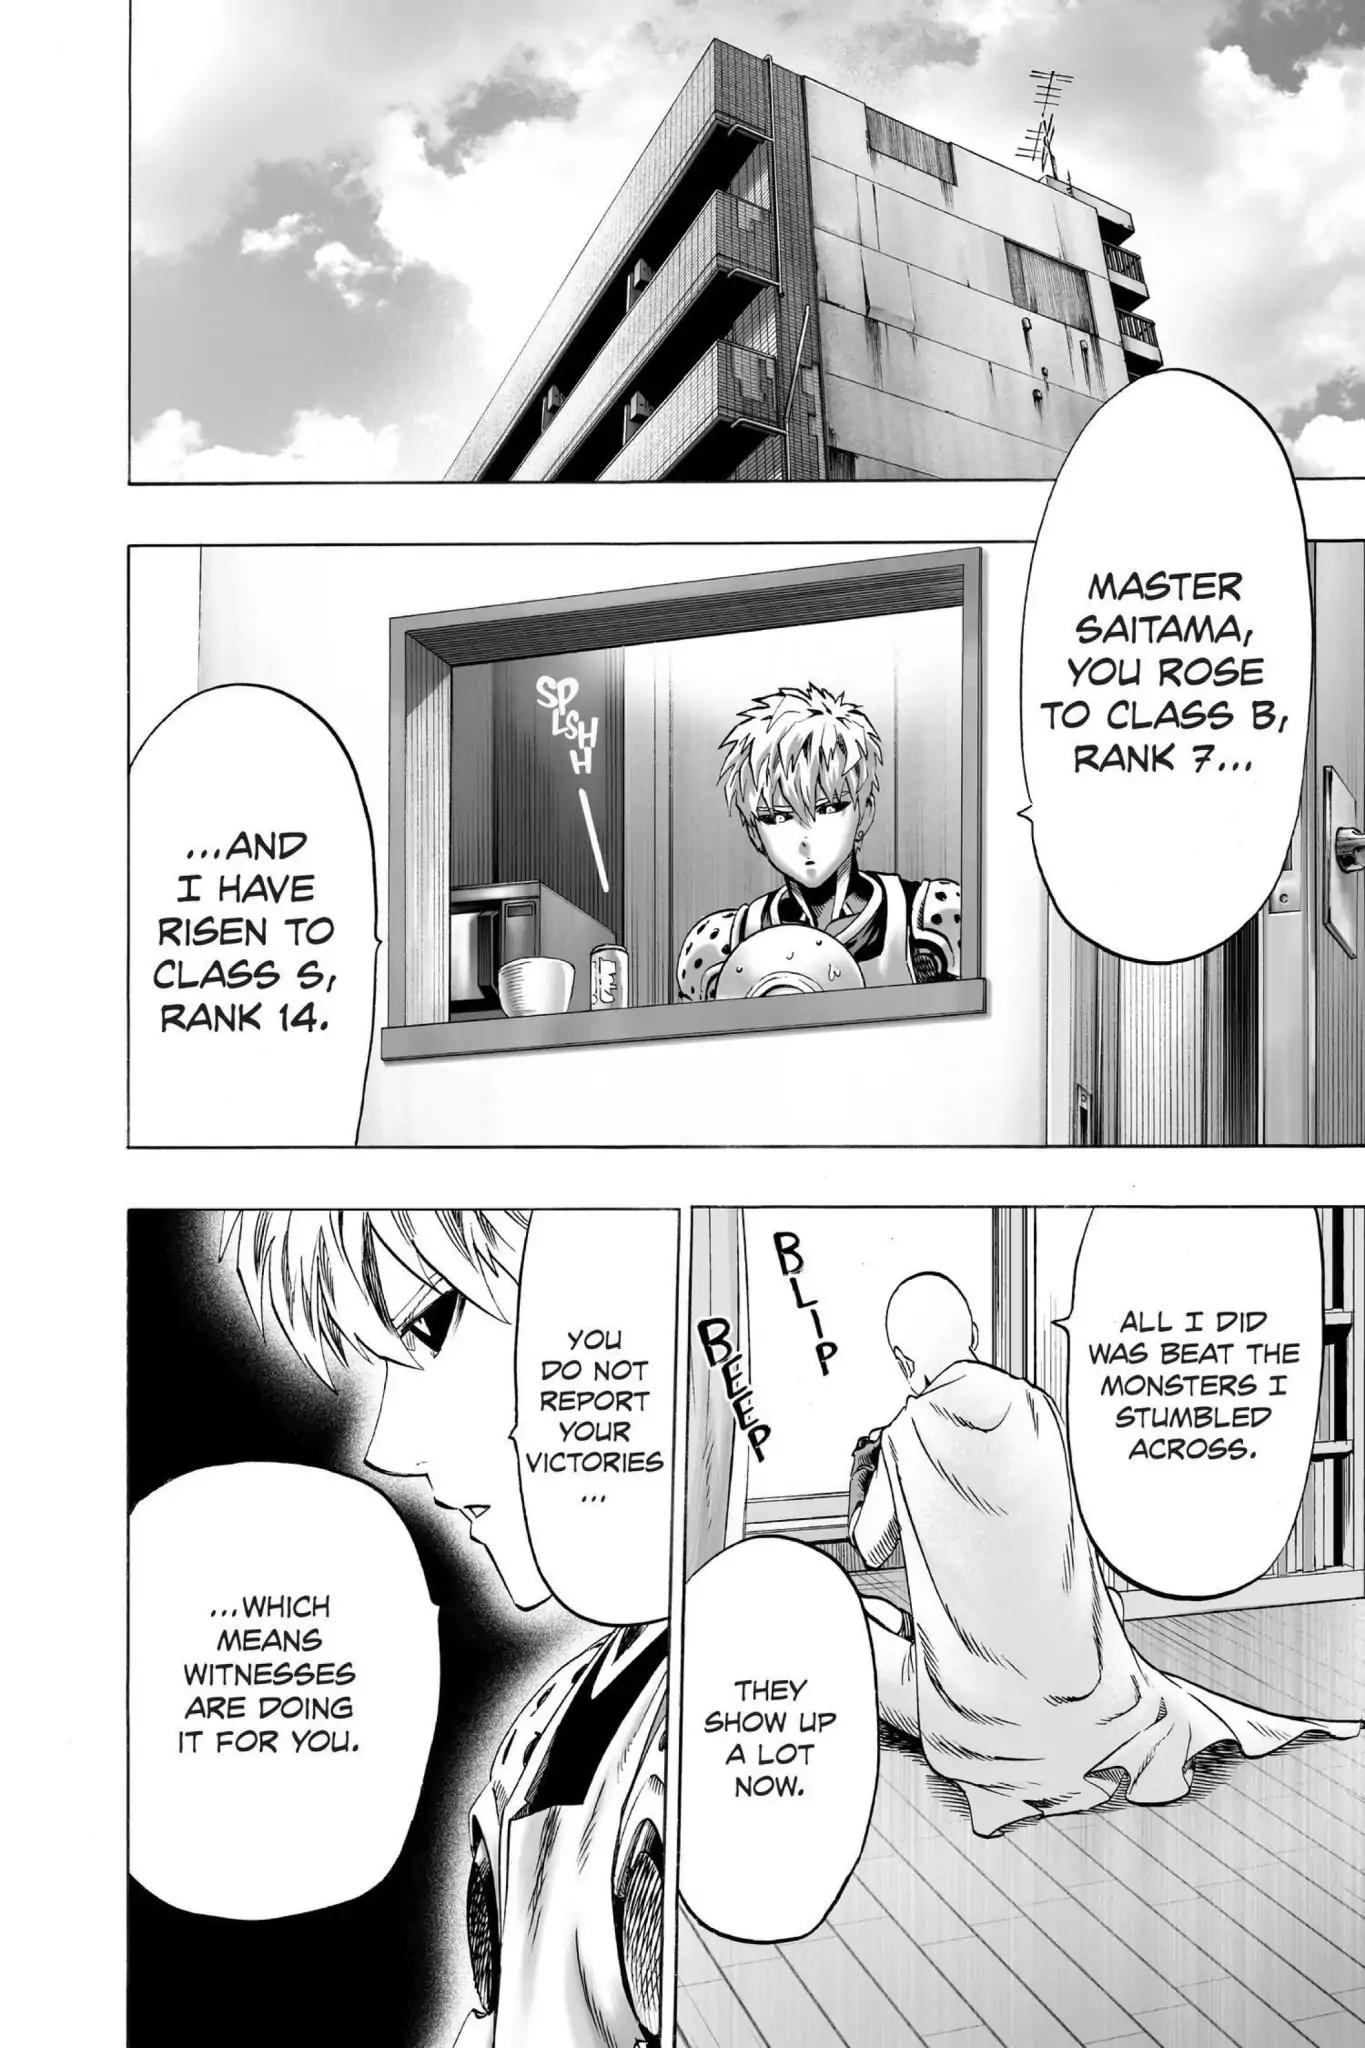 MASTER
SAITAMA,
YOU ROSE
TO CLASS B,
RANK 7...
SPLSHH
...AND
I HAVE
RISEN TO
CLASS S,
RANK 14.
ALL I DID
WAS BEAT THE
MONSTERS I
STUMBLED
ACROSS.
BLIP
BEEP
THEY
SHOW UP
A LOT
NOW.
YOU
DO NOT
REPORT
YOUR
VICTORIES
...
...WHICH
MEANS
WITNESSES
ARE DOING
IT FOR YOU.